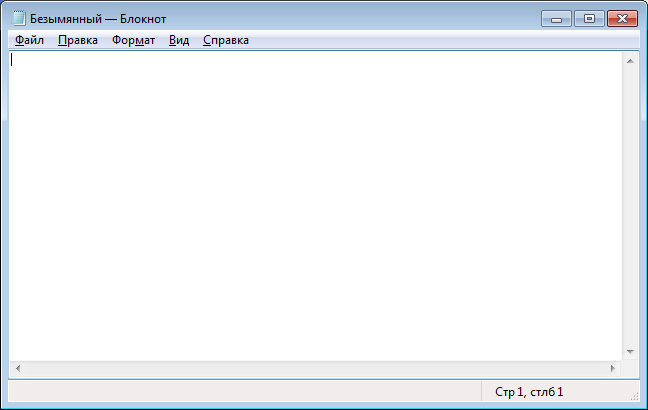 Безымянный — Блокнот
Файл Правка Формат Вид Справка
Стр 1, стлб 1